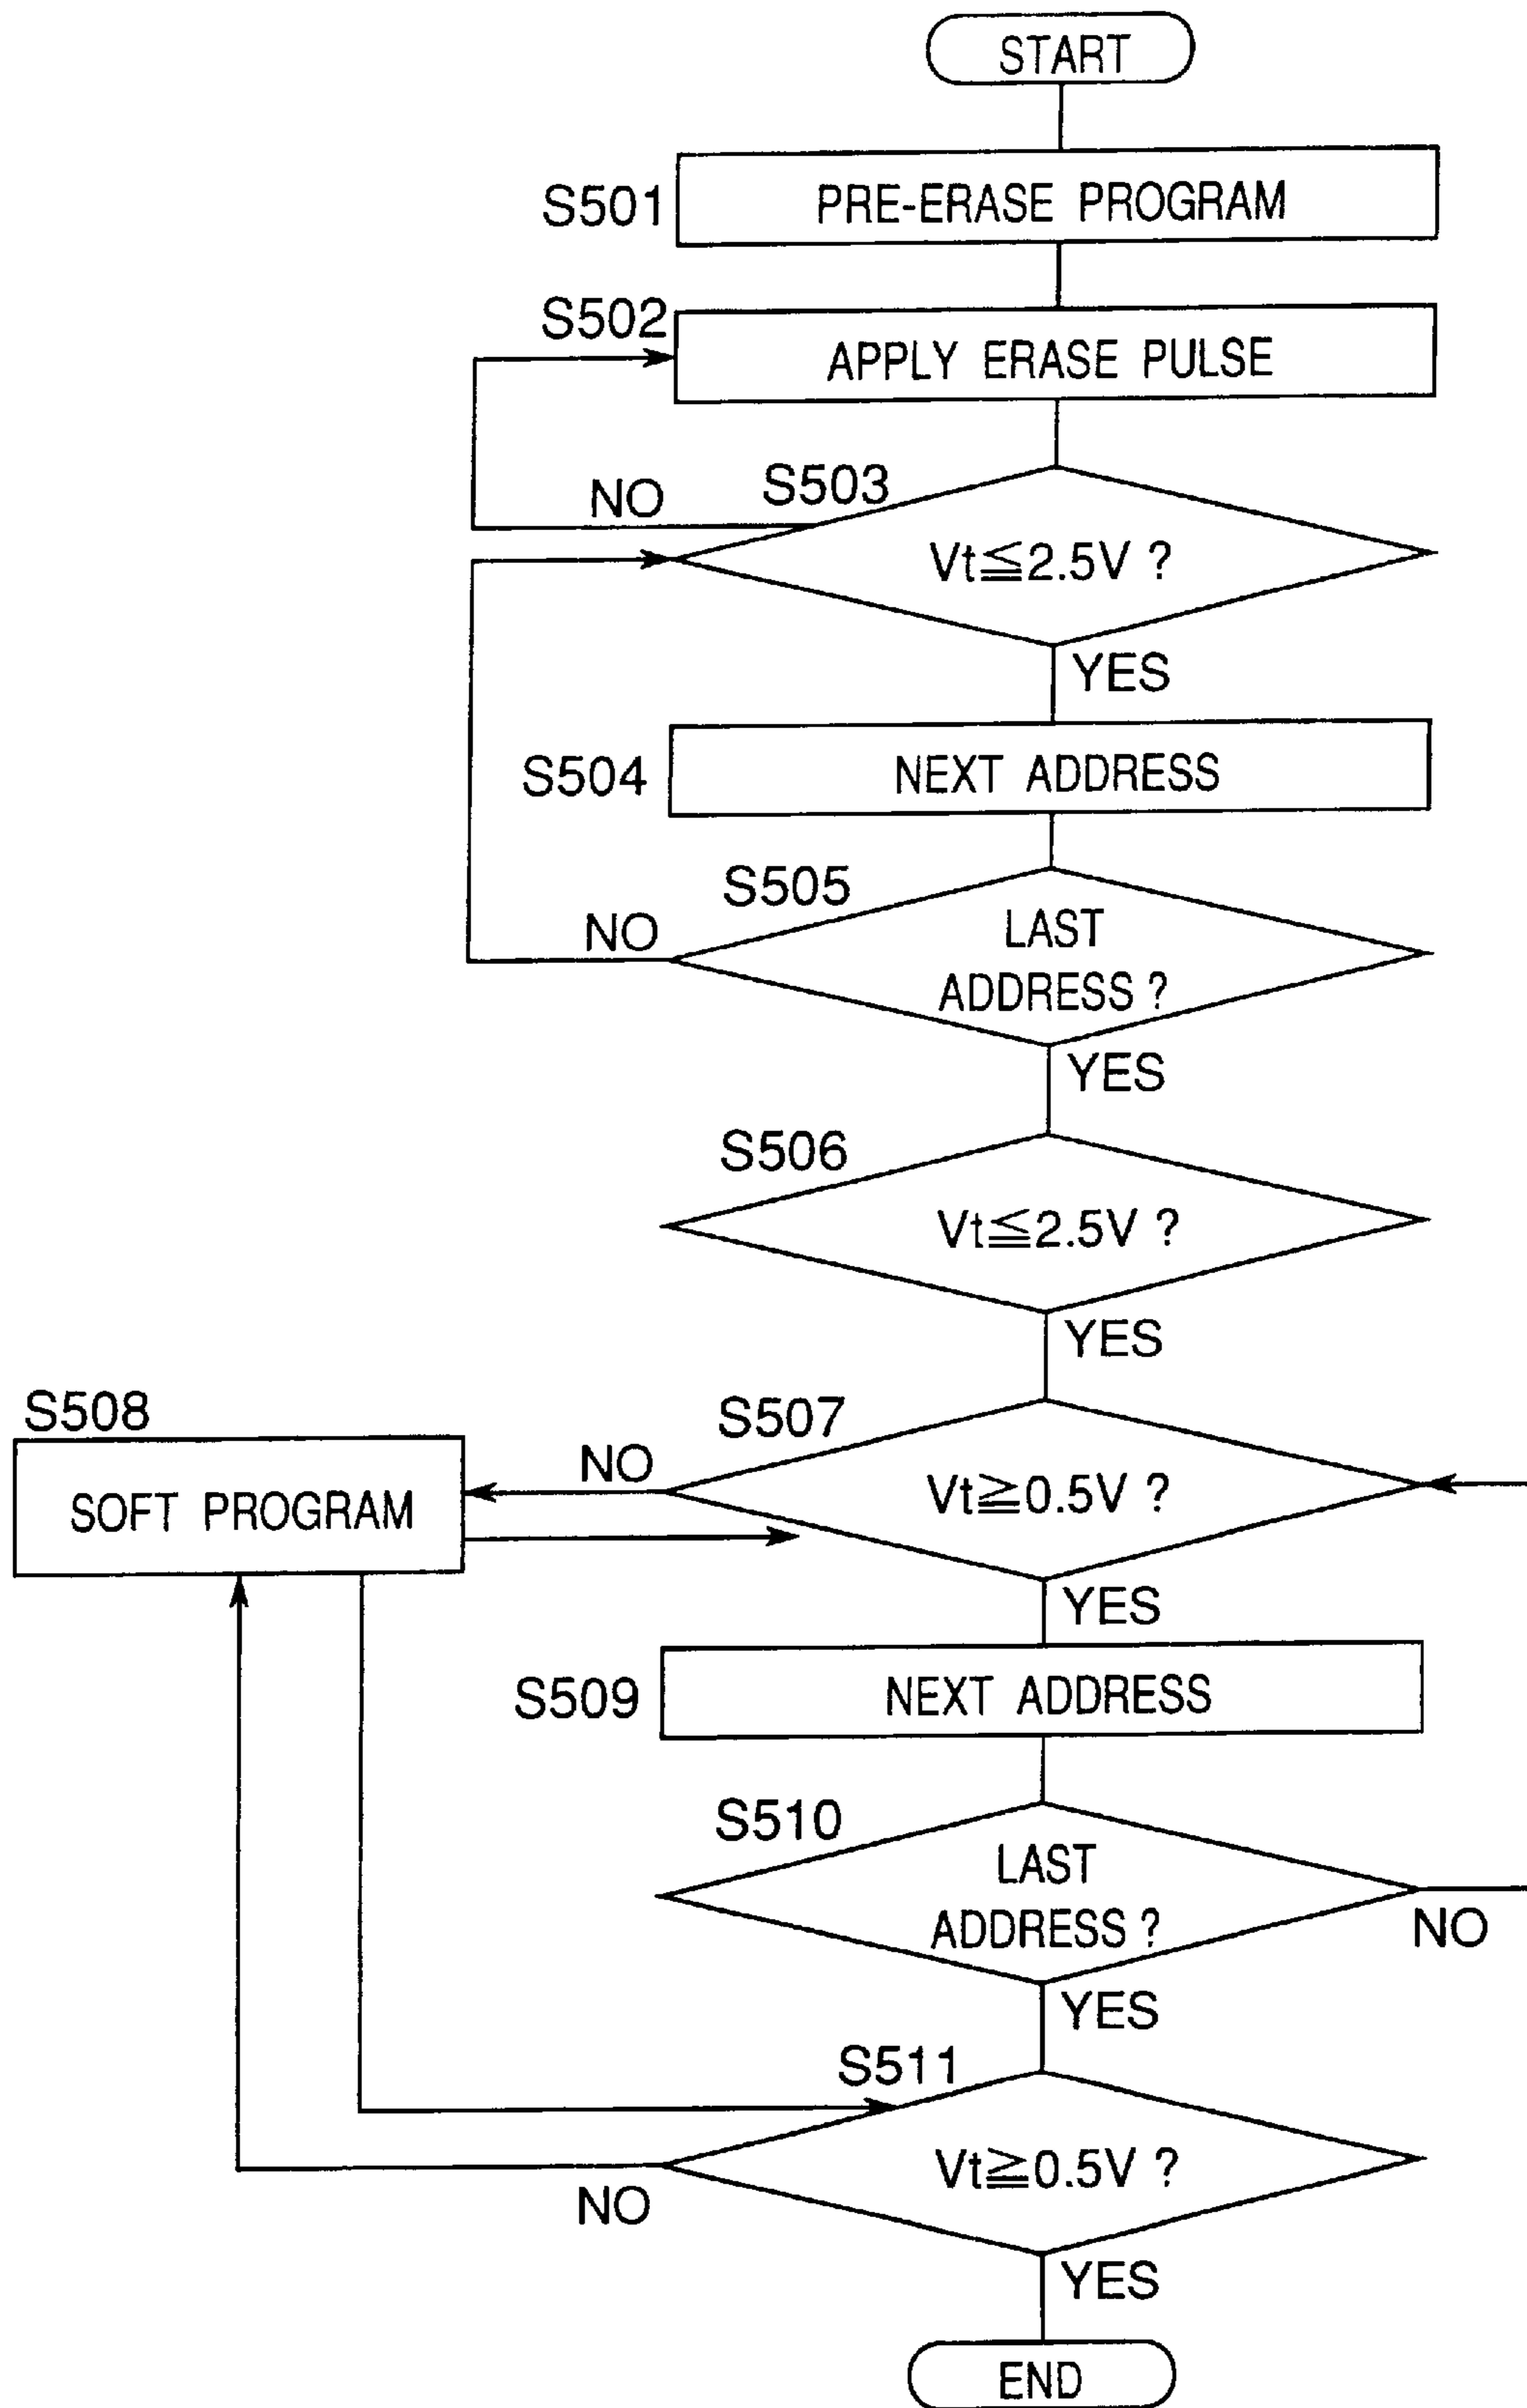 START
S501
PRE-ERASE PROGRAM
S502
APPLY ERASE PULSE
S503
NO
Vt≦2.5V ?
YES
S504
NEXT ADDRESS
S505
NO
LAST
ADDRESS ?
YES
S506
Vt≦2.5V ?
YES
S507
S508
NO
Vt≧0.5V ?
SOFT PROGRAM
YES
S509
NEXT ADDRESS
S510
LAST
ADDRESS ?
NO
YES
S511
Vt≧0.5V ?
NO
YES
END